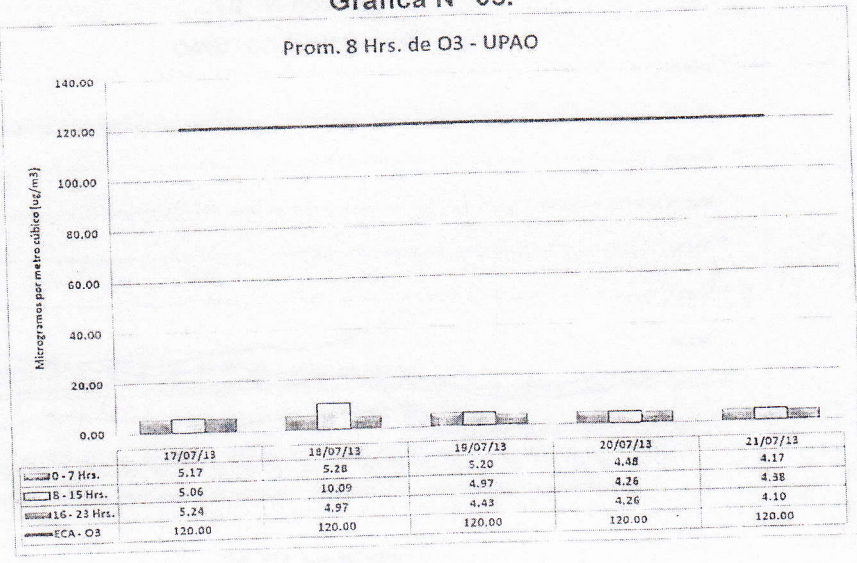 Gráfica N° 05.
Prom. 8 Hrs. de O3 - UPAO
Microgramos por metro cúbico [ug/m3]
140.00
120.00
100.00
80.00
60.00
40.00
20.00
0.00
17/07/13 18/07/13 19/07/13 20/07/13 21/07/13
0 - 7 Hrs. 5.17 5.28 5.20 4.48 4.17
8 - 15 Hrs. 5.06 10.09 4.97 4.26 4.38
16 - 23 Hrs. 5.24 4.97 4.43 4.26 4.10
ECA - O3 120.00 120.00 120.00 120.00 120.00